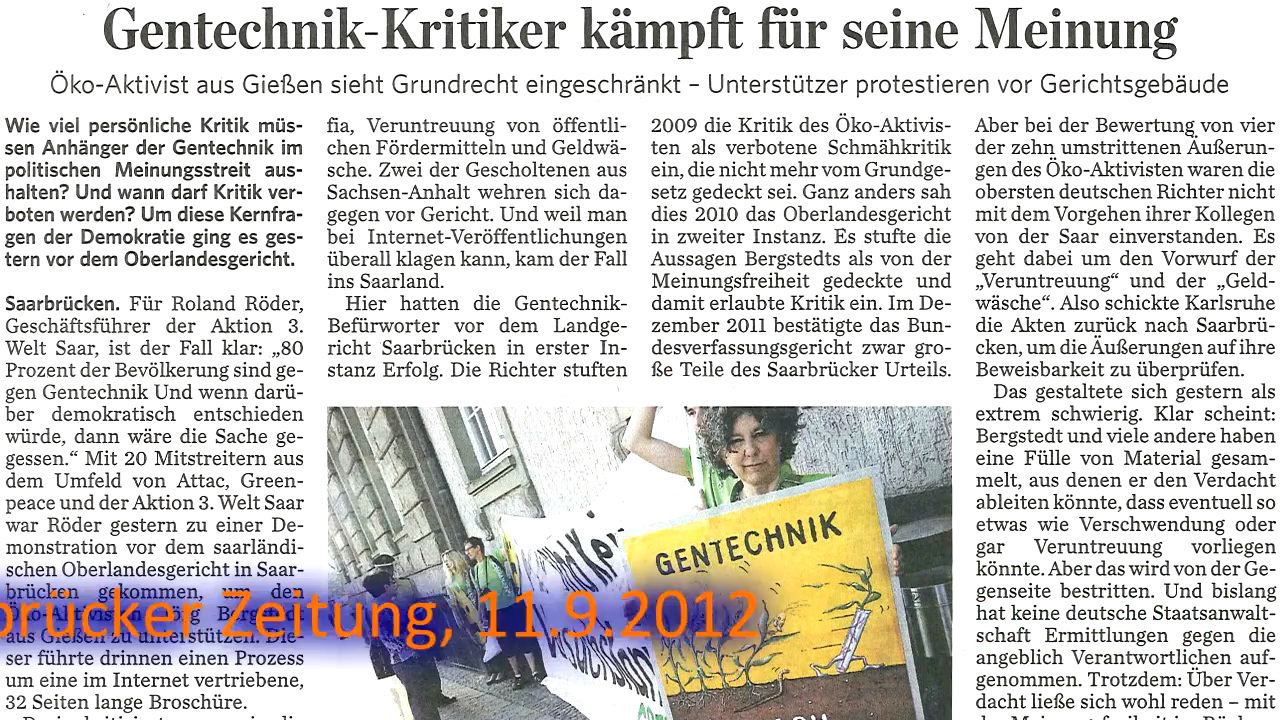 Gentechnik-Kritiker kämpft für seine Meinung
Öko-Aktivist aus Gießen sieht Grundrecht eingeschränkt – Unterstützer protestieren vor Gerichtsgebäude
Wie viel persönliche Kritik müs-
sen Anhänger der Gentechnik im
politischen Meinungsstreit aus-
halten? Und wann darf Kritik ver-
boten werden? Um diese Kernfra-
gen der Demokratie ging es ges-
tern vor dem Oberlandesgericht.
Saarbrücken. Für Roland Röder,
Geschäftsführer der Aktion 3.
Welt Saar, ist der Fall klar: „80
Prozent der Bevölkerung sind ge-
gen Gentechnik Und wenn darü-
ber demokratisch entschieden
würde, dann wäre die Sache ge-
gessen.“ Mit 20 Mitstreitern aus
dem Umfeld von Attac, Green-
peace und der Aktion 3. Welt Saar
war Röder gestern zu einer De-
monstration vor dem saarländi-
schen Oberlandesgericht in Saar-
brücken gekommen, um den
Öko-Aktivisten Jörg Bergstedt
aus Gießen zu unterstützen. Die-
ser führte drinnen einen Prozess
um eine im Internet vertriebene,
32 Seiten lange Broschüre.
fia, Veruntreuung von öffentli-
chen Fördermitteln und Geldwä-
sche. Zwei der Gescholtenen aus
Sachsen-Anhalt wehren sich da-
gegen vor Gericht. Und weil man
bei Internet-Veröffentlichungen
überall klagen kann, kam der Fall
ins Saarland.
Hier hatten die Gentechnik-
Befürworter vor dem Landge-
richt Saarbrücken in erster In-
stanz Erfolg. Die Richter stuften
2009 die Kritik des Öko-Aktivis-
ten als verbotene Schmähkritik
ein, die nicht mehr vom Grundge-
setz gedeckt sei. Ganz anders sah
dies 2010 das Oberlandesgericht
in zweiter Instanz. Es stufte die
Aussagen Bergstedts als von der
Meinungsfreiheit gedeckte und
damit erlaubte Kritik ein. Im De-
zember 2011 bestätigte das Bun-
desverfassungsgericht zwar gro-
ße Teile des Saarbrücker Urteils.
Aber bei der Bewertung von vier
der zehn umstrittenen Äußerun-
gen des Öko-Aktivisten waren die
obersten deutschen Richter nicht
mit dem Vorgehen ihrer Kollegen
von der Saar einverstanden. Es
geht dabei um den Vorwurf der
„Veruntreuung“ und der „Geld-
wäsche“. Also schickte Karlsruhe
die Akten zurück nach Saarbrü-
cken, um die Äußerungen auf ihre
Beweisbarkeit zu überprüfen.
Das gestaltete sich gestern als
extrem schwierig. Klar scheint:
Bergstedt und viele andere haben
eine Fülle von Material gesam-
melt, aus denen er den Verdacht
ableiten könnte, dass eventuell so
etwas wie Verschwendung oder
gar Veruntreuung vorliegen
könnte. Aber das wird von der Ge-
genseite bestritten. Und bislang
hat keine deutsche Staatsanwalt-
schaft Ermittlungen gegen die
angeblich Verantwortlichen auf-
genommen. Trotzdem: Über Ver-
dacht ließe sich wohl reden – mit
GENTECHNIK
brücker Zeitung, 11.9.2012